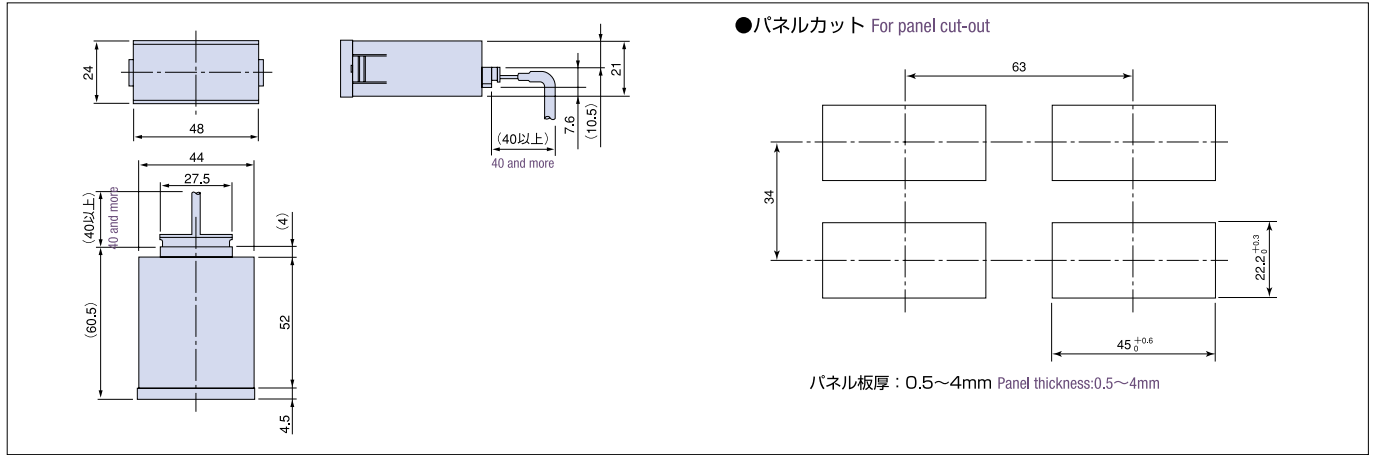 24
48
44
27.5
(40以上)
40 and more
(4)
(60.5)
52
4.5
21
(10.5)
7.6
(40以上)
40 and more
●パネルカット For panel cut-out
63
34
22.2 +0.3 0
45 +0.6 0
パネル板厚：0.5～4mm Panel thickness:0.5～4mm